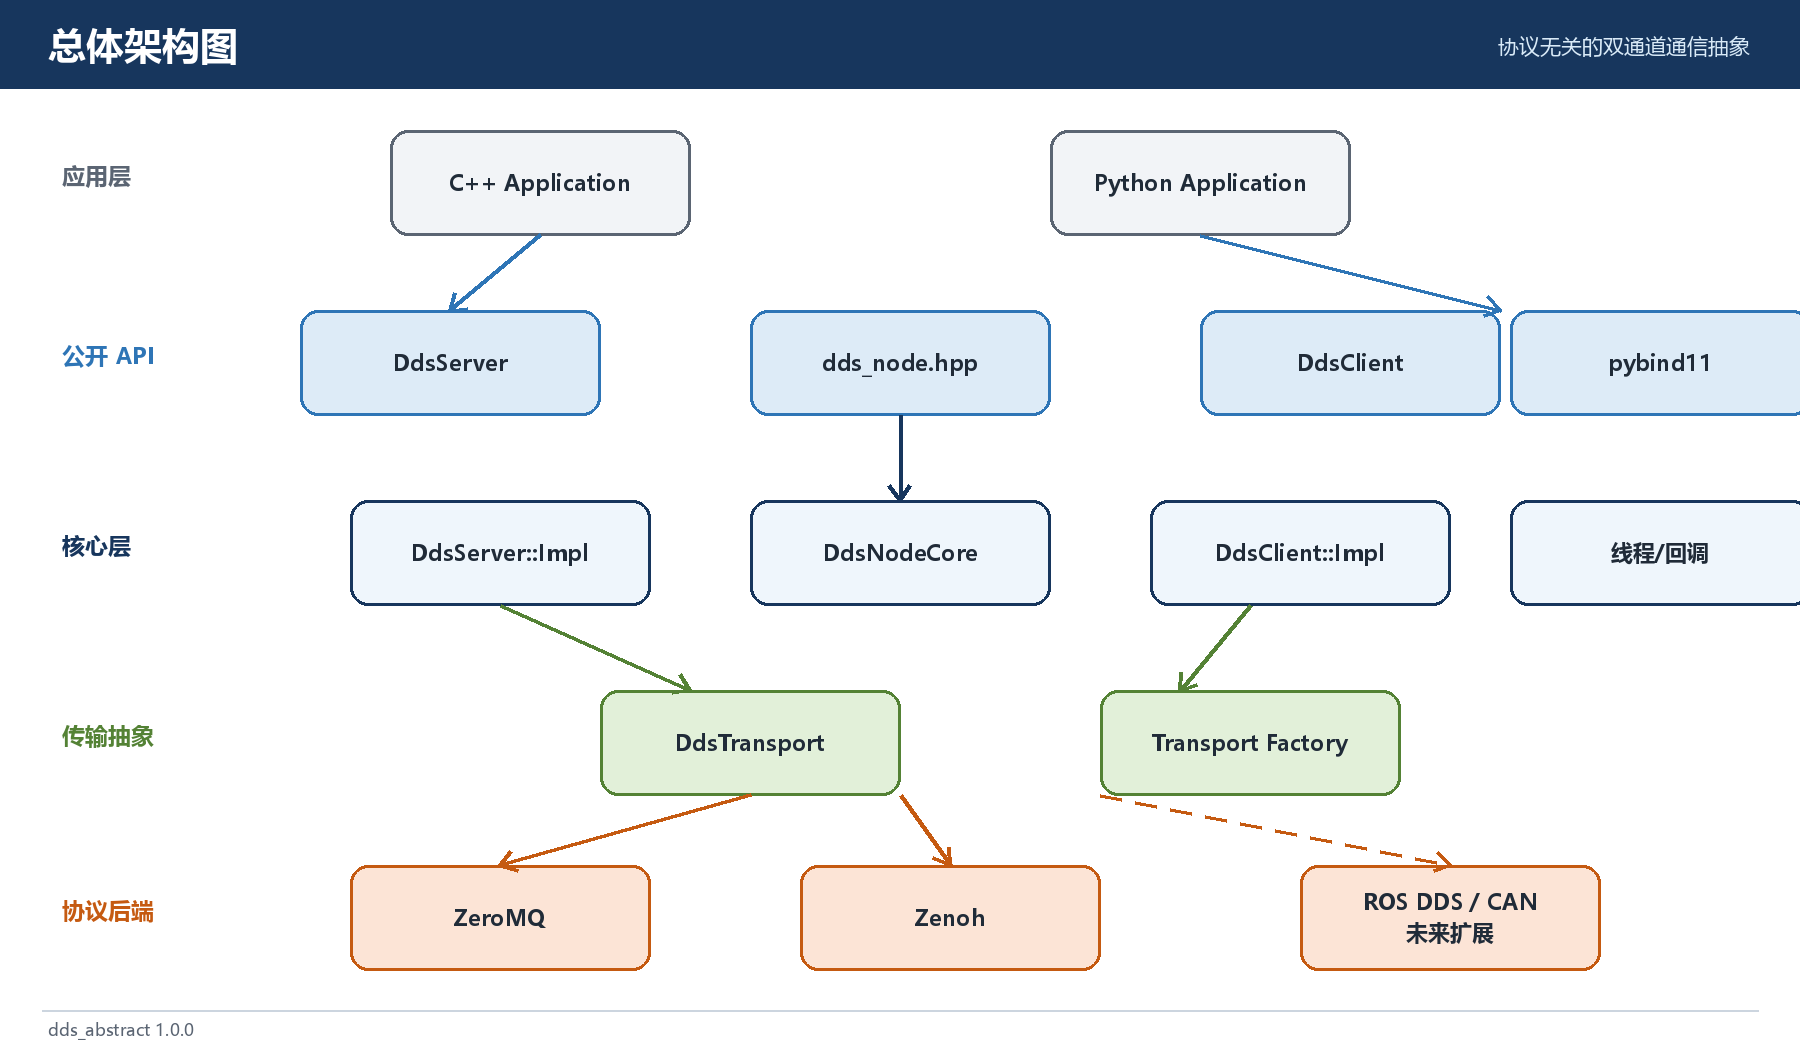 总体架构图
协议无关的双通道通信抽象
应用层
C++ Application
Python Application
公开 API
DdsServer
dds_node.hpp
DdsClient
pybind11
核心层
DdsServer::Impl
DdsNodeCore
DdsClient::Impl
线程/回调
传输抽象
DdsTransport
Transport Factory
协议后端
ZeroMQ
Zenoh
ROS DDS / CAN
未来扩展
dds_abstract 1.0.0